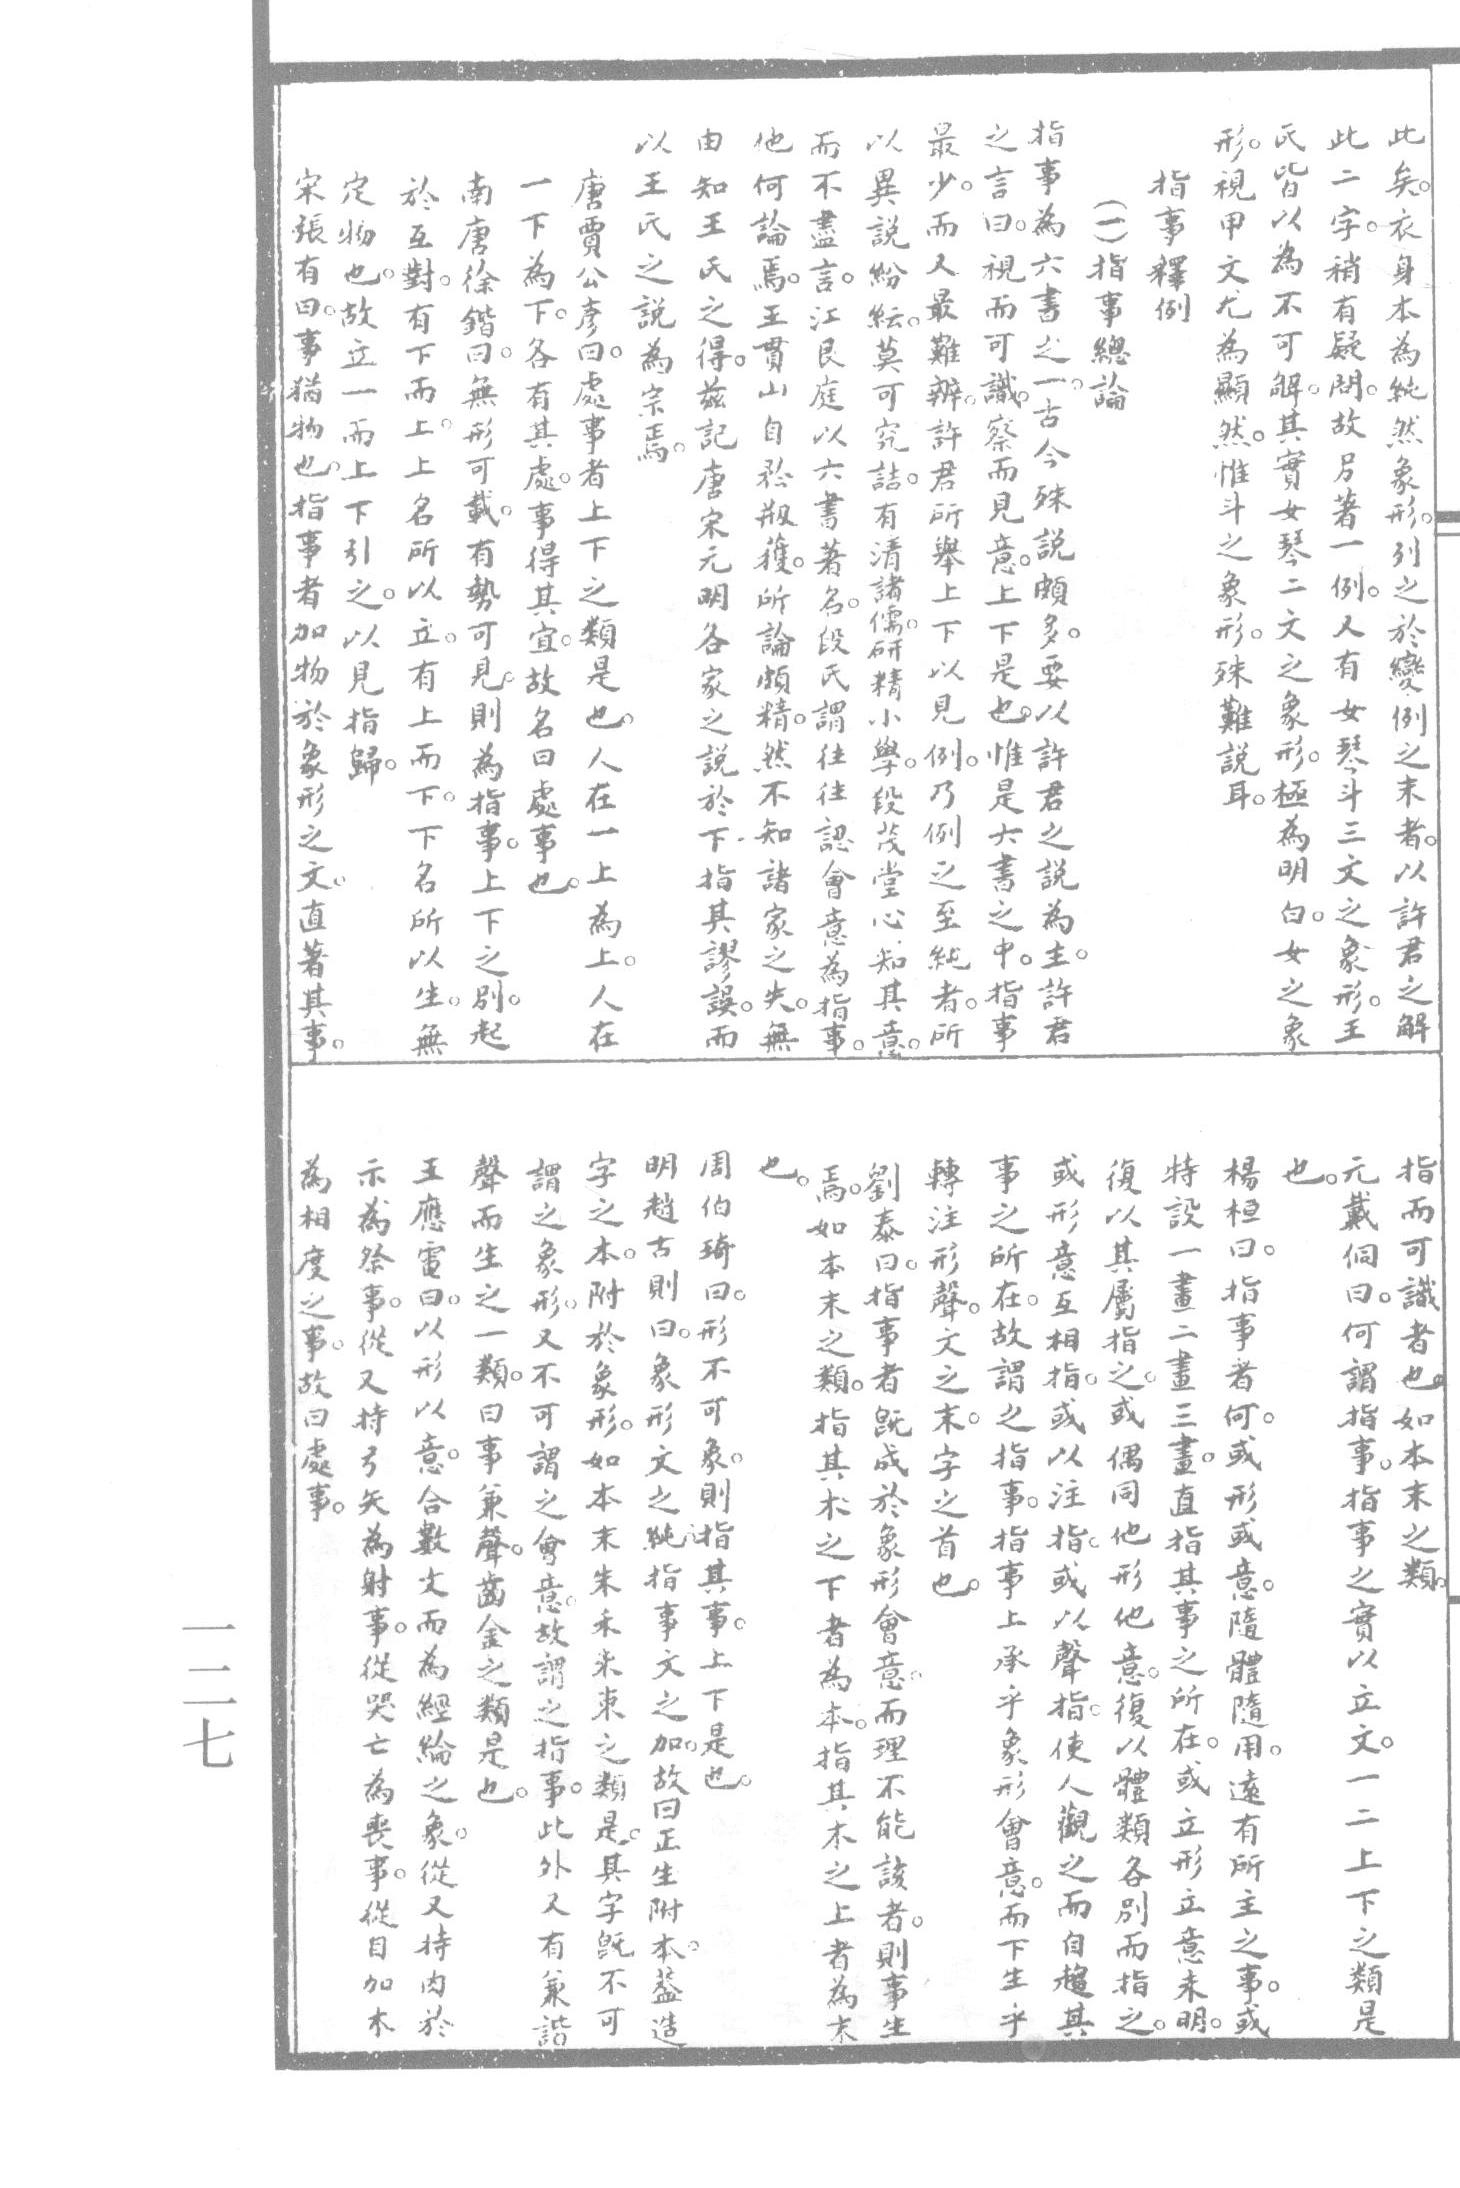 此矣。衣身本為純然象形。列之於變例之末者。以許君之解
此二字。稍有疑問。故另著一例。又有女琴斗三文之象形。王
氏皆以為不可解。其實女琴二文之象形。極為明白。女之象
形。視甲文尤為顯然。惟斗之象形。殊難說耳。
指事釋例
(一)指事總論
指事為六書之一。古今殊說頗多。要以許君之說為主。許君
之言曰。視而可識。察而見意。上下是也。惟是六書之中。指事
最少。而又最難辨。許君所舉上下以見例。乃例之至純者。所
以異說紛紜。莫可究詰。有清諸儒。研精小學。段茂堂心知其意。
而不盡言。江艮庭以六書著名。段氏謂往往認會意為指事。
他何論焉。王貫山自矜剏獲。所論頗精。然不知諸家之失。無
由知王氏之得。茲記唐宋元明各家之說於下。指其謬誤。而
以王氏之說為宗焉。
唐賈公彥曰。處事者上下之類是也。人在一上為上。人在
一下為下。各有其處。事得其宜。故名曰處事也。
南唐徐鍇曰。無形可載。有勢可見。則為指事。上下之別。起
於互對。有下而上。上名所以立。有上而下。下名所以生。無
定物也。故立一而上下引之。以見指歸。
宋張有曰。事猶物也。指事者加物於象形之文。直著其事。
指而可識者也。如本末之類。
元戴侗曰。何謂指事。指事之實以立文。一二上下之類是
也。
楊桓曰。指事者何。或形或意。隨體隨用。遠有所主之事。或
特設一畫二畫三畫。直指其事之所在。或立形立意未明。
復以其屬指之。或偶同他形他意。復以體類各別而指之。
或形意互相指。或以注指。或以聲指。使人觀之而自趨其
事之所在。故謂之指事。指事上承乎象形會意。而下生乎
轉注形聲。文之末。字之首也。
劉泰曰。指事者既成於象形會意。而理不能該者。則事生
焉。如本末之類。指其木之下者為本。指其木之上者為末
也。
周伯琦曰。形不可象。則指其事。上下是也。
明趙古則曰。象形文之純。指事文之加。故曰正生附本。蓋造
字之本。附於象形。如本末朱禾朿東之類是。其字既不可
謂之象形。又不可謂之會意。故謂之指事。此外又有兼諧
聲而生之一類。曰事兼聲。齒金之類是也。
王應電曰。以形以意。合數文而為經綸之象。從又持肉於
示為祭事。從又持弓矢為射事。從哭亡為喪事。從目加木
為相度之事。故曰處事。
一二一七